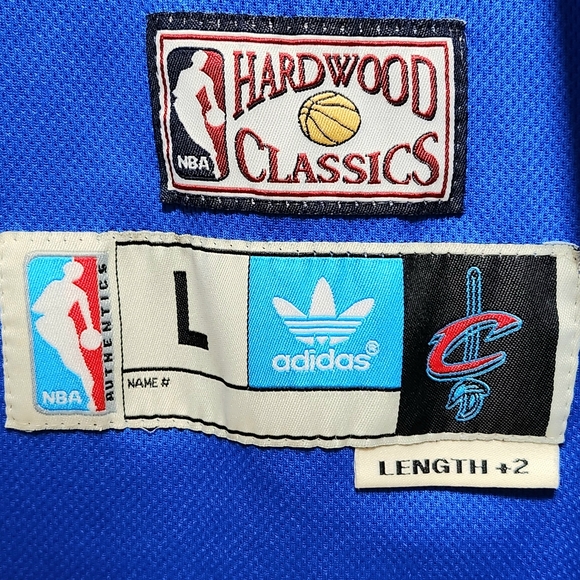 HARDWOOD
NBA
CLASSICS
NBA
AUTHENTICS
L
NAME #
adidas®
C
LENGTH +2